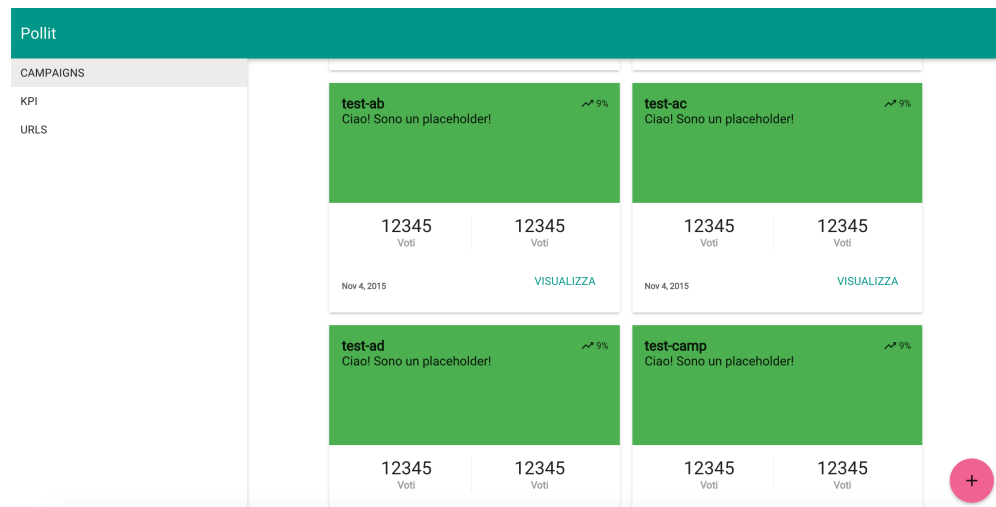 Pollit
CAMPAIGNS
KPI
URLS
test-ab
9%
Ciao! Sono un placeholder!
12345
12345
Voti
Voti
Nov 4, 2015
VISUALIZZA
test-ac
9%
Ciao! Sono un placeholder!
12345
12345
Voti
Voti
Nov 4, 2015
VISUALIZZA
test-ad
9%
Ciao! Sono un placeholder!
12345
12345
Voti
Voti
test-camp
9%
Ciao! Sono un placeholder!
12345
12345
Voti
Voti
+